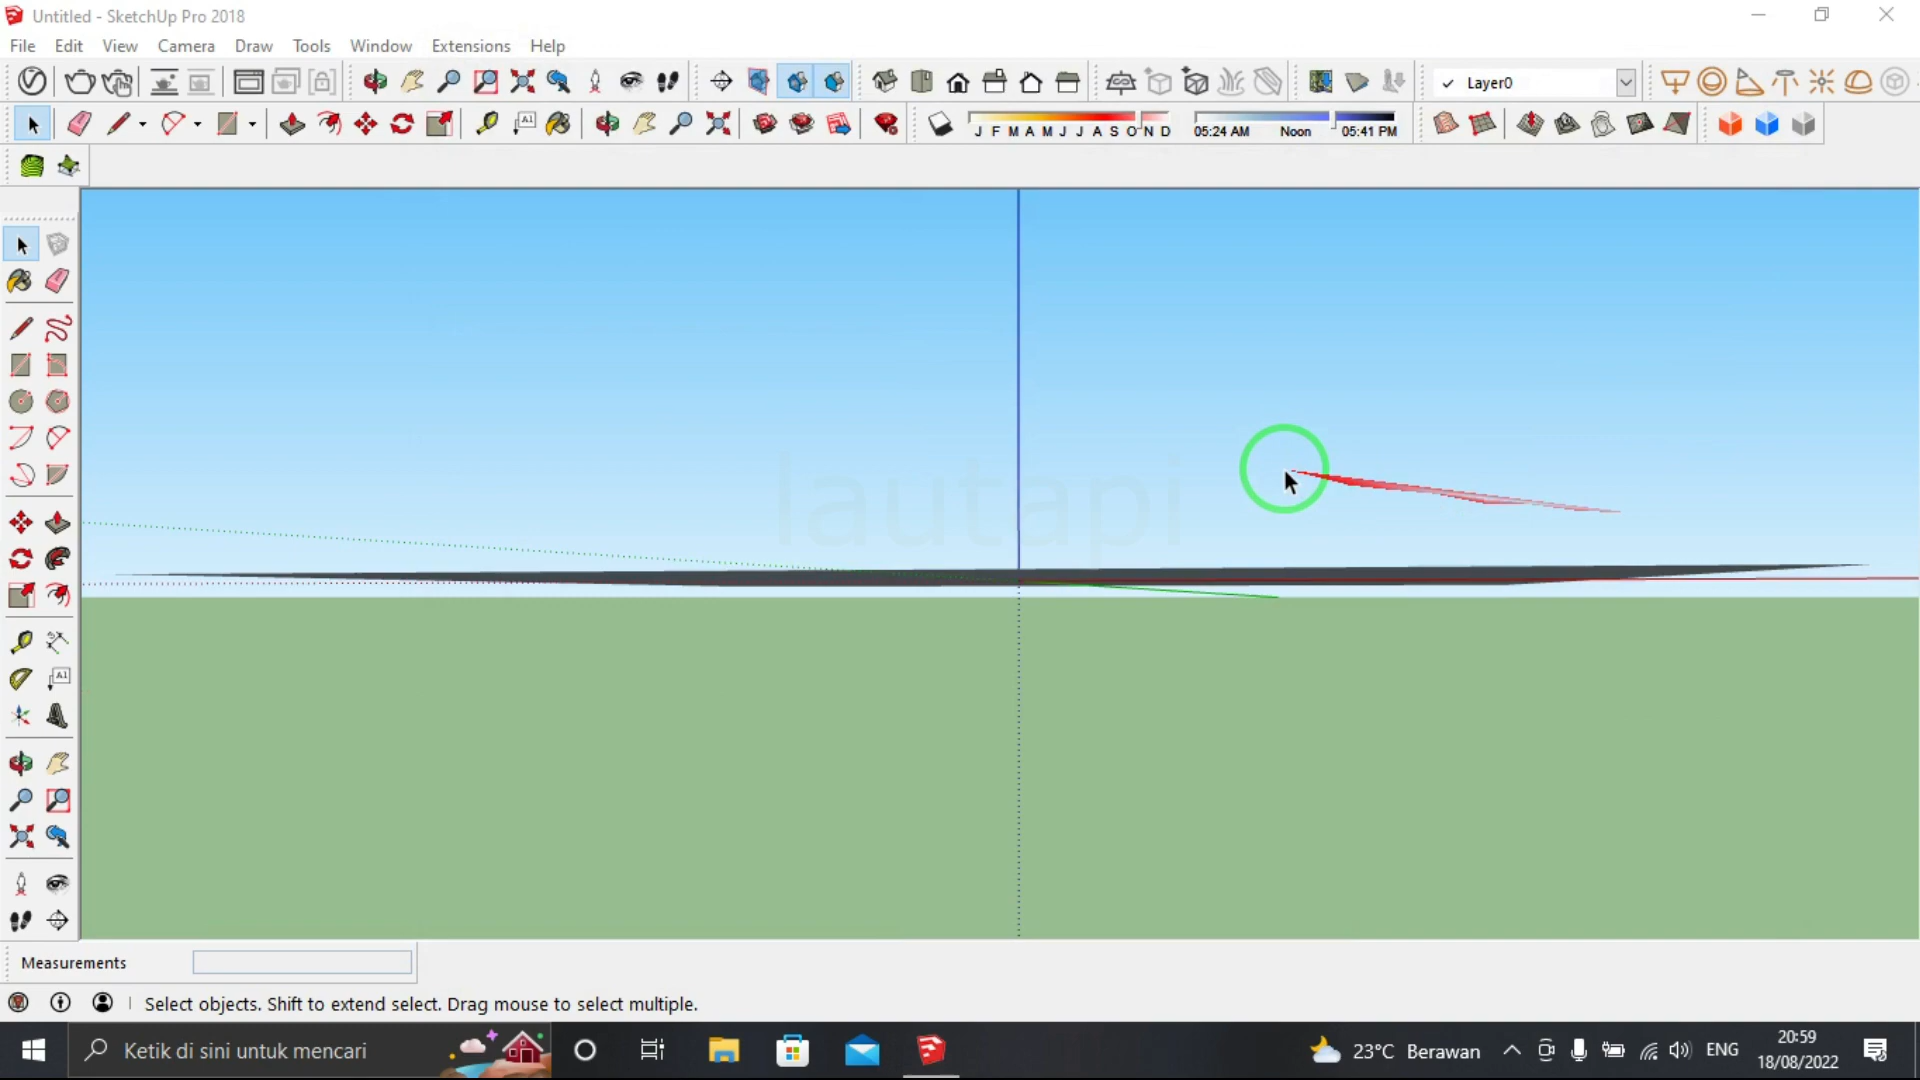 Untitled - SketchUp Pro 2018
File Edit View Camera Draw Tools Window Extensions Help
Layer0
J F M A M J J A S O N D 05:24 AM Noon 05:41 PM
A1
lautapi
A1
Measurements
Select objects. Shift to extend select. Drag mouse to select multiple.
Ketik di sini untuk mencari
23°C Berawan
ENG
20:59
18/08/2022